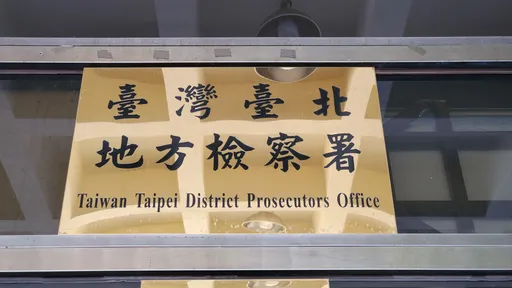 臺灣臺北
地方檢察署
Taiwan Taipei District Prosecutors Office